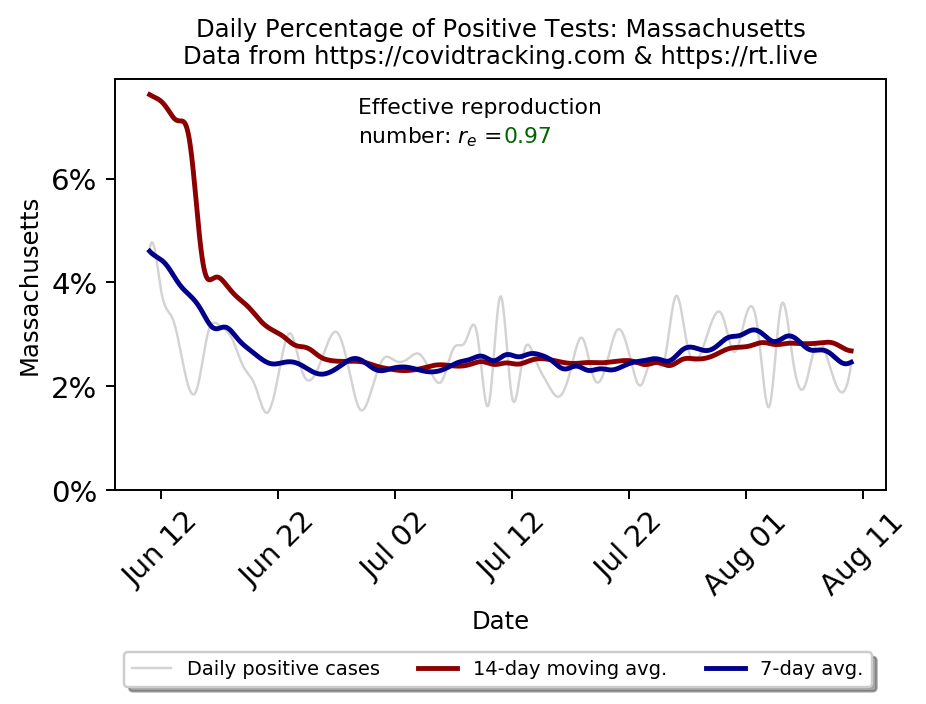 Daily Percentage of Positive Tests: Massachusetts
Data from https://covidtracking.com & https://rt.live
Effective reproduction
number: rₑ =0.97
6%
4%
2%
0%
Massachusetts
Jun 12
Jun 22
Jul 02
Jul 12
Jul 22
Aug 01
Aug 11
Date
Daily positive cases
14-day moving avg.
7-day avg.